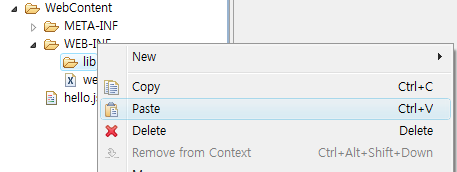 WebContent
META-INF
WEB-INF
lib
hello.js
New
Copy Ctrl+C
Paste Ctrl+V
Delete Delete
Remove from Context Ctrl+Alt+Shift+Down